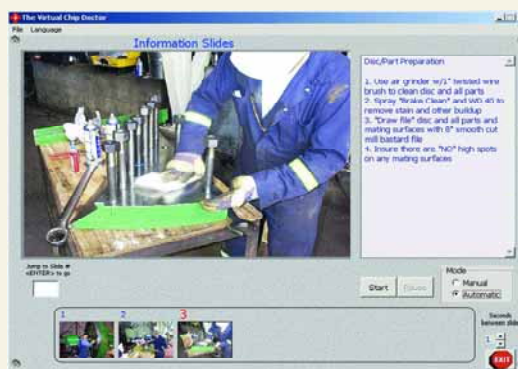 The Virtual Chip Doctor
File Language
Information Slides
Disc/Part Preparation
1. Use air grinder w/1" twisted wire
brush to clean disc and all parts
2. Spray "Brake Clean" and WD 40 to
remove stain and other buildup
3. "Draw file" disc and all parts and
mating surfaces with 8" smooth cut
mill bastard file
4. Insure there are "NO" high spots
on any mating surfaces
Jump to Slide #
<ENTER> to go
Start
Pause
Mode
Manual
Automatic
1 2 3
Seconds
between slides
1
EXIT